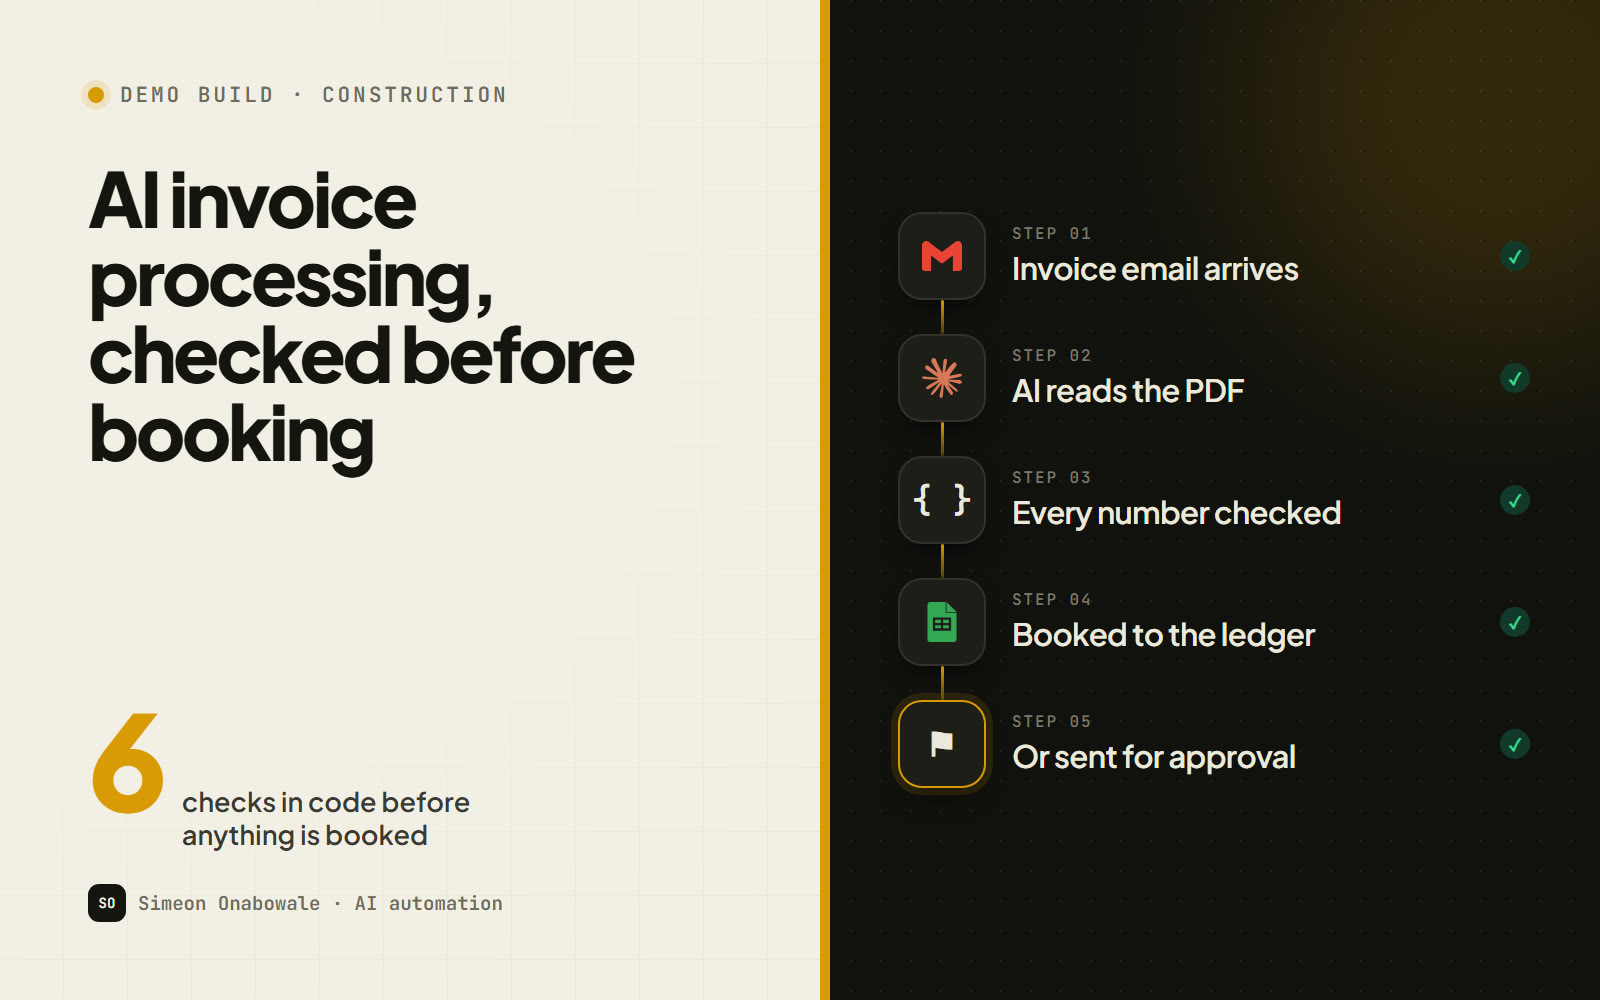 DEMO BUILD · CONSTRUCTION
AI invoice
processing,
checked before
booking
6
checks in code before
anything is booked
SO
Simeon Onabowale · AI automation
STEP 01
Invoice email arrives
✓
STEP 02
AI reads the PDF
✓
{ }
STEP 03
Every number checked
✓
STEP 04
Booked to the ledger
✓
STEP 05
Or sent for approval
✓